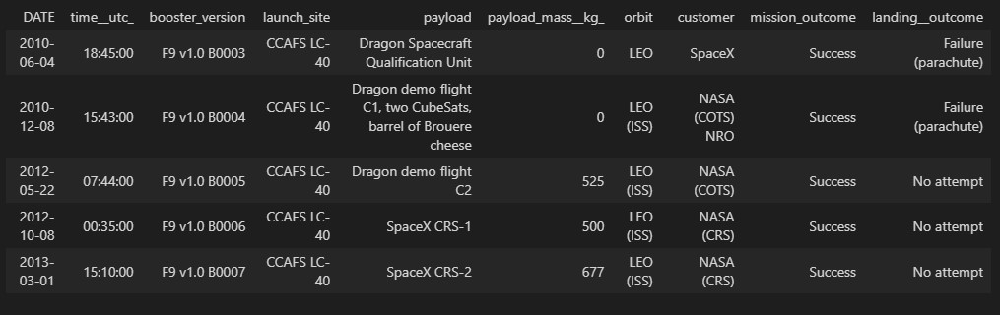 DATE time__utc_ booster_version launch_site payload payload_mass__kg_ orbit customer mission_outcome landing__outcome
2010-
06-04 18:45:00 F9 v1.0 B0003 CCAFS LC-
40 Dragon Spacecraft
Qualification Unit 0 LEO SpaceX Success Failure
(parachute)
2010-
12-08 15:43:00 F9 v1.0 B0004 CCAFS LC-
40 Dragon demo flight
C1, two CubeSats,
barrel of Brouere
cheese 0 LEO
(ISS) NASA
(COTS)
NRO Success Failure
(parachute)
2012-
05-22 07:44:00 F9 v1.0 B0005 CCAFS LC-
40 Dragon demo flight
C2 525 LEO
(ISS) NASA
(COTS) Success No attempt
2012-
10-08 00:35:00 F9 v1.0 B0006 CCAFS LC-
40 SpaceX CRS-1 500 LEO
(ISS) NASA
(CRS) Success No attempt
2013-
03-01 15:10:00 F9 v1.0 B0007 CCAFS LC-
40 SpaceX CRS-2 677 LEO
(ISS) NASA
(CRS) Success No attempt